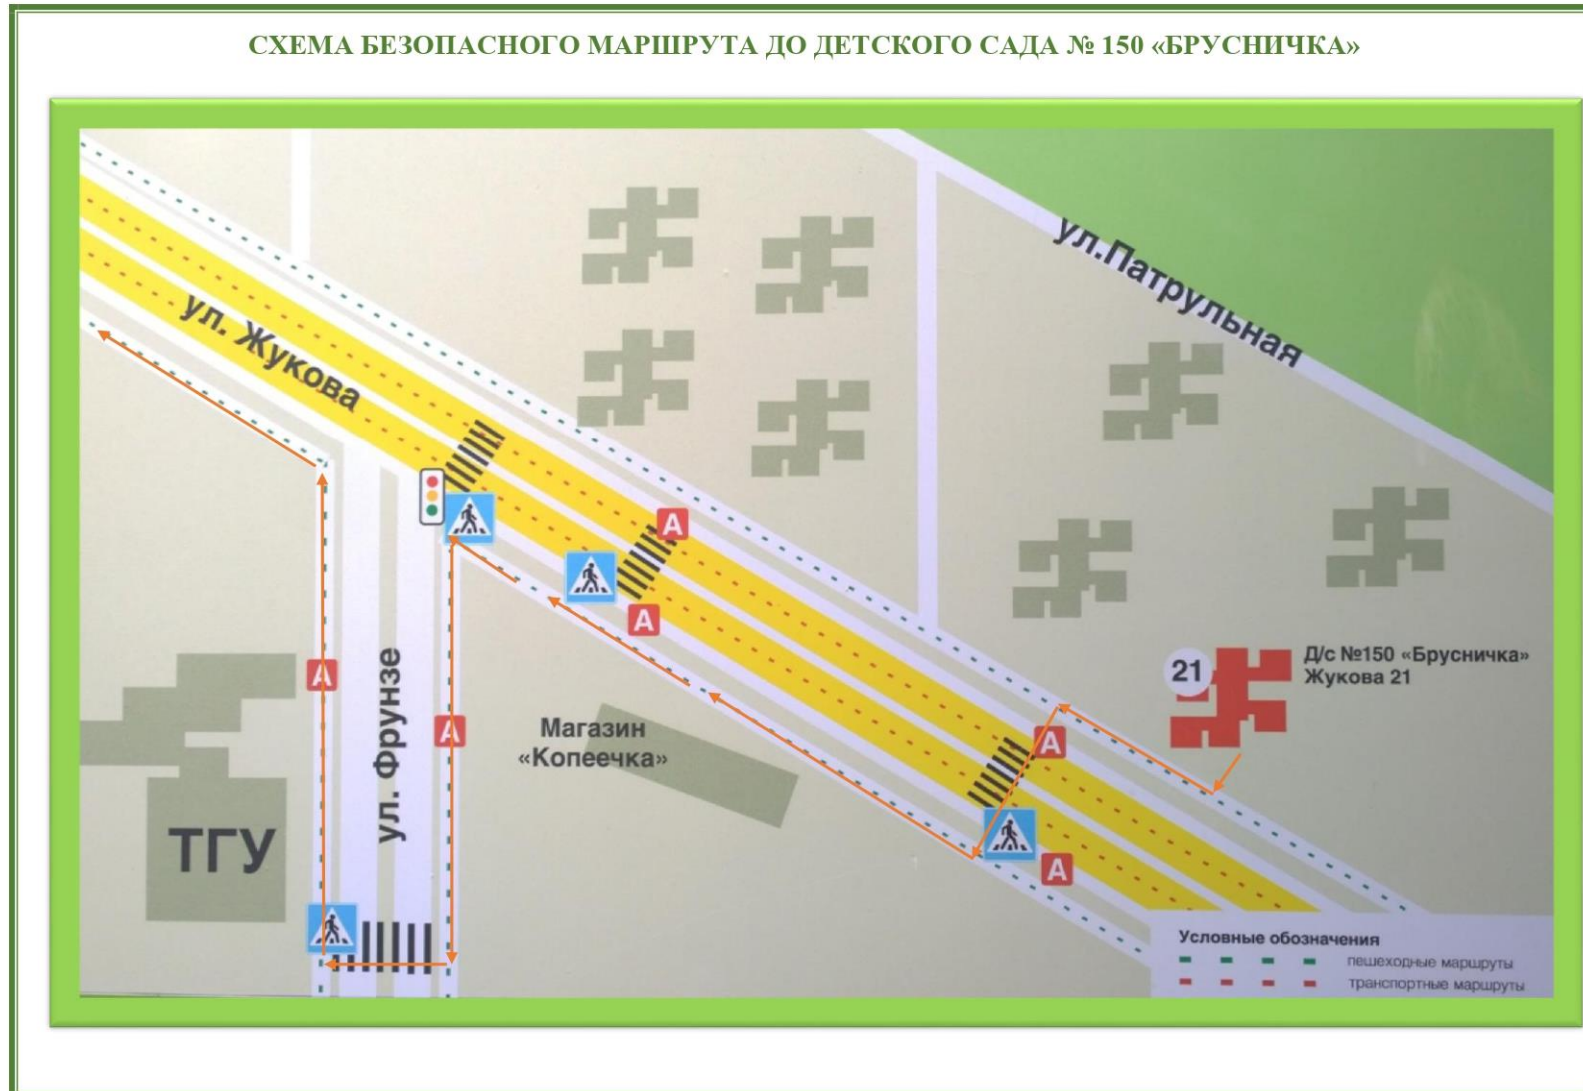 СХЕМА БЕЗОПАСНОГО МАРШРУТА ДО ДЕТСКОГО САДА № 150 «БРУСНИЧКА»
ул.Патрульная
ул. Жукова
А
А
21
Д/с №150 «Брусничка»
Жукова 21
А
ул. Фрунзе
А
Магазин
«Копеечка»
А
ТГУ
А
Условные обозначения
пешеходные маршруты
транспортные маршруты